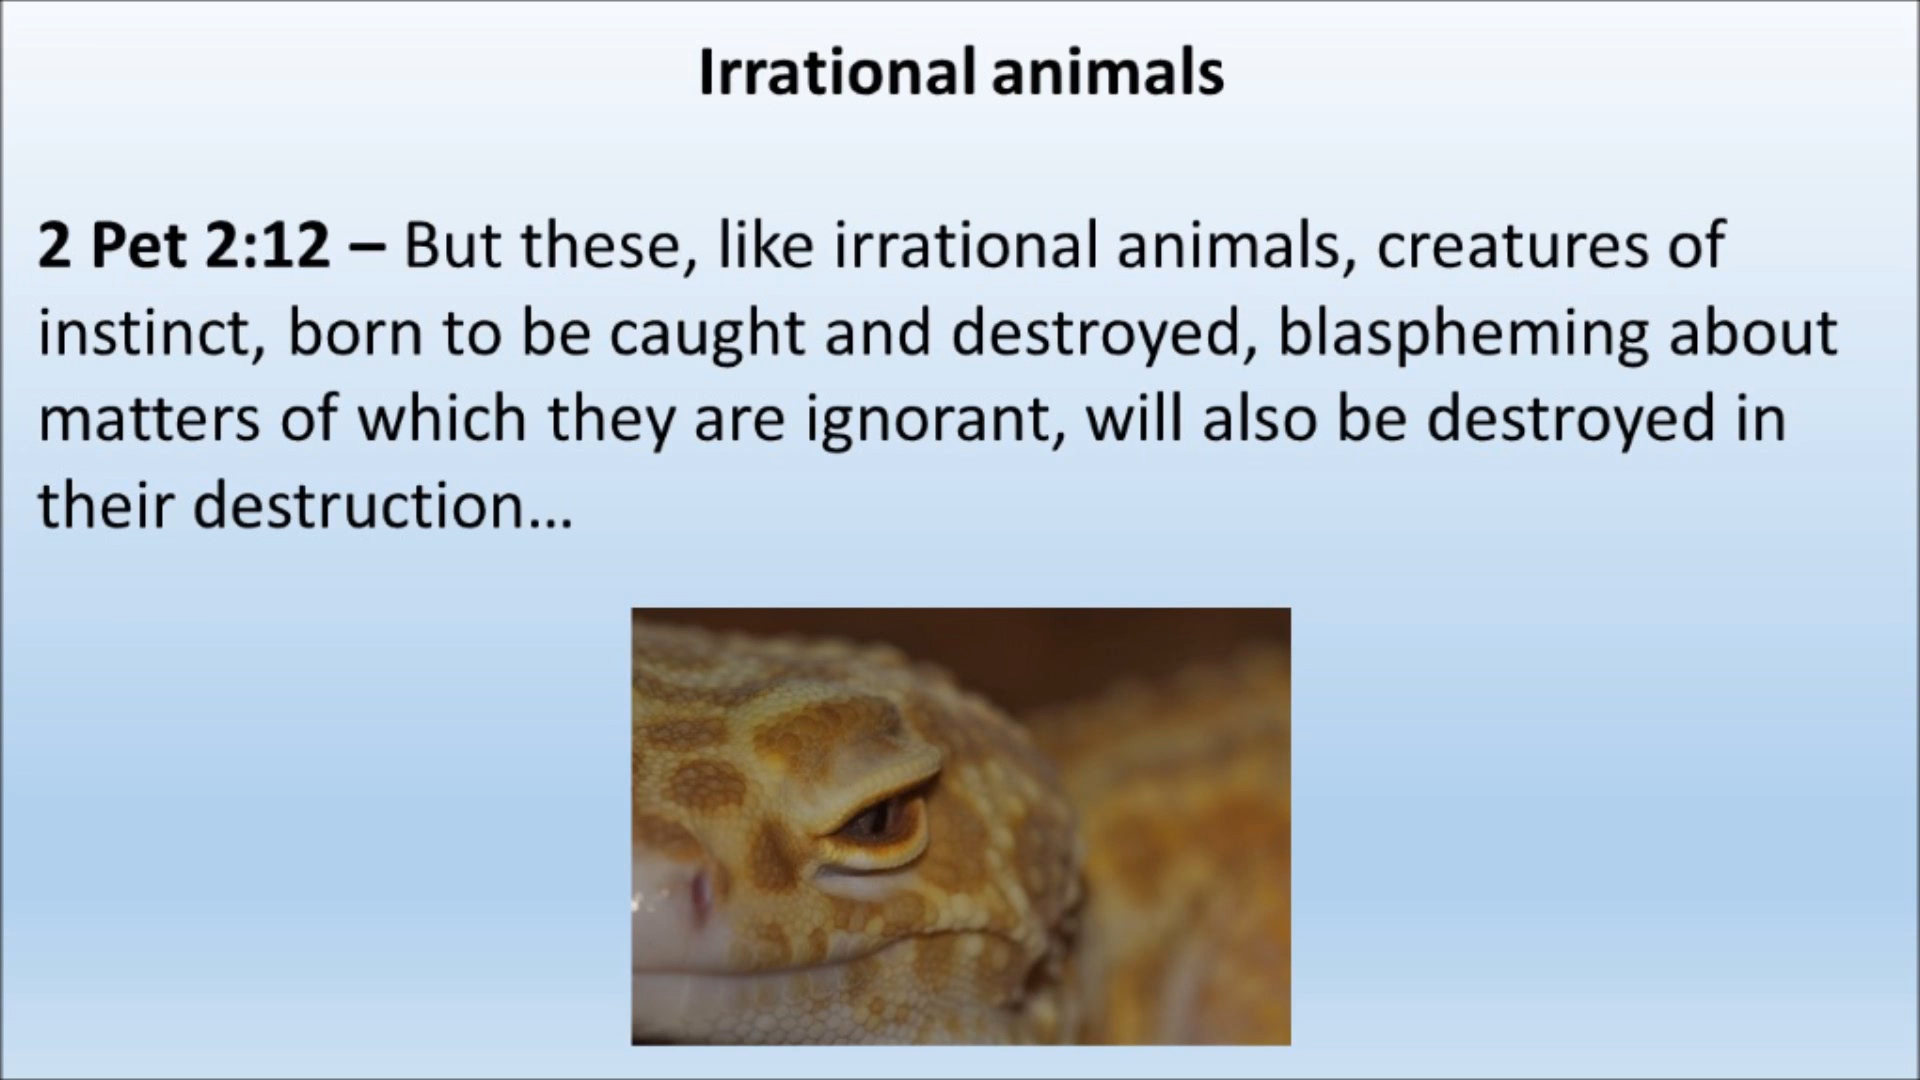 Irrational animals
2 Pet 2:12 – But these, like irrational animals, creatures of
instinct, born to be caught and destroyed, blaspheming about
matters of which they are ignorant, will also be destroyed in
their destruction...